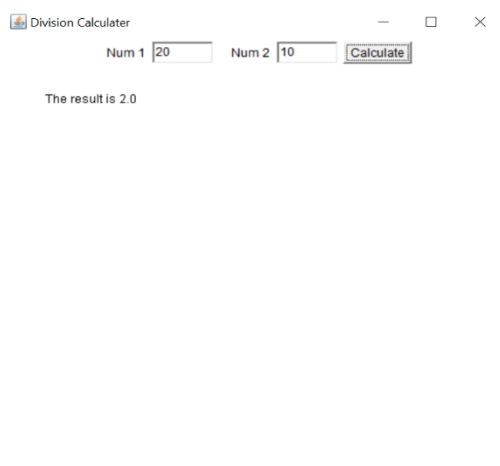 Division Calculater
Num 1 20 Num 2 10 Calculate
The result is 2.0